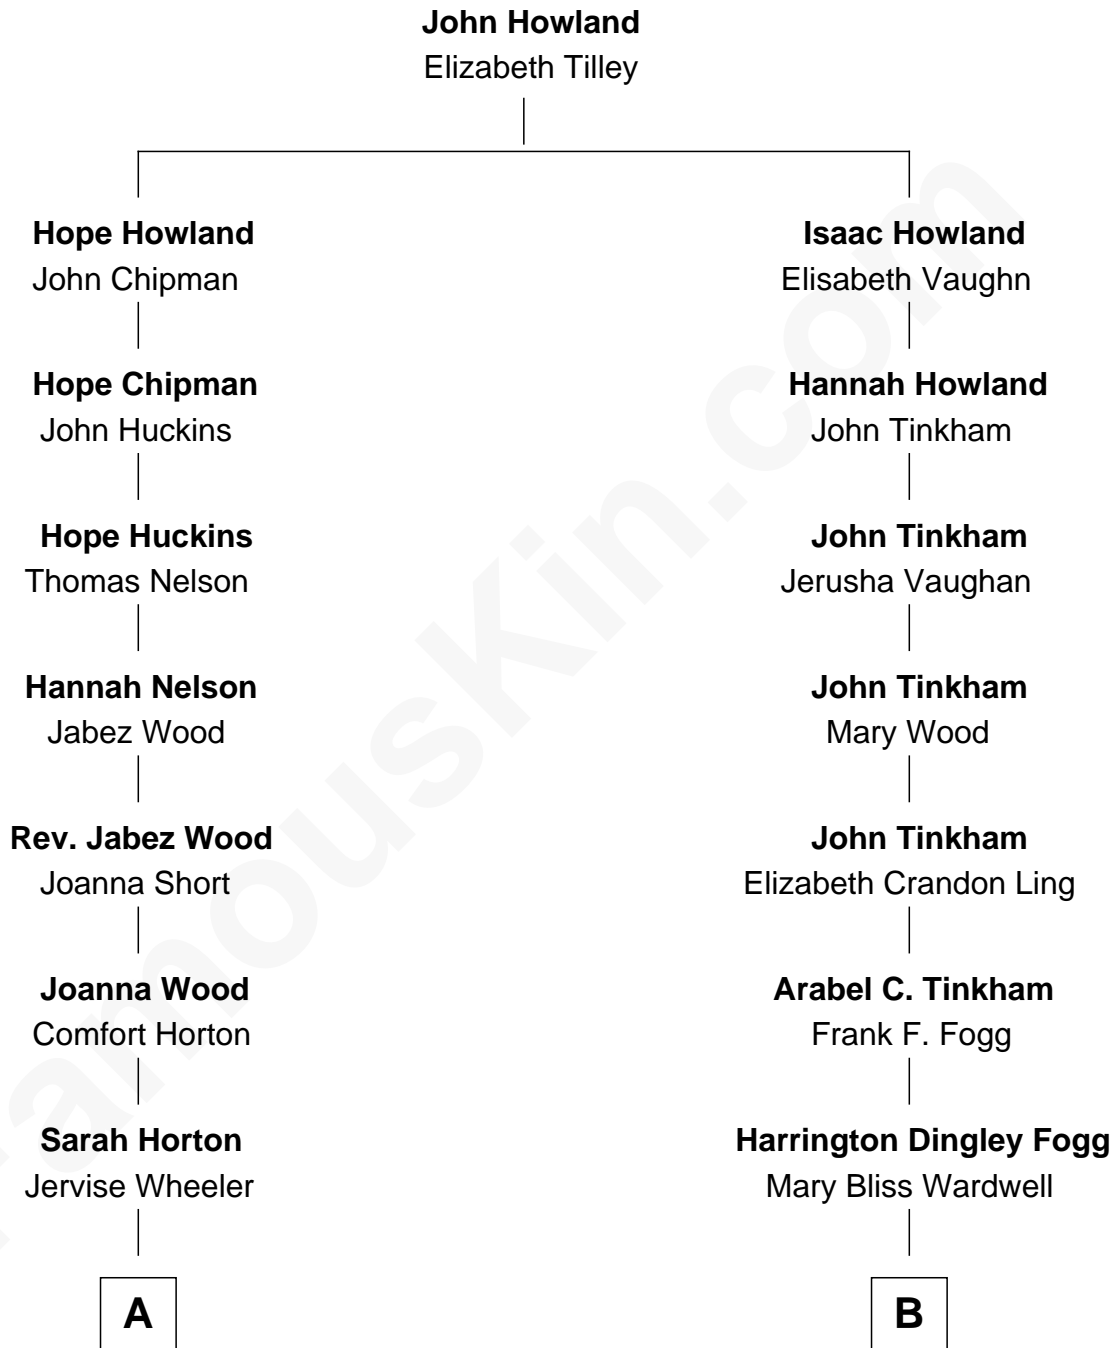 John Howland
Elizabeth Tilley
Hope Howland
John Chipman
Isaac Howland
Elisabeth Vaughn
Hope Chipman
John Huckins
Hannah Howland
John Tinkham
Hope Huckins
Thomas Nelson
John Tinkham
Jerusha Vaughan
Hannah Nelson
Jabez Wood
John Tinkham
Mary Wood
Rev. Jabez Wood
Joanna Short
John Tinkham
Elizabeth Crandon Ling
Joanna Wood
Comfort Horton
Arabel C. Tinkham
Frank F. Fogg
Sarah Horton
Jervise Wheeler
Harrington Dingley Fogg
Mary Bliss Wardwell
A
B
FamousKin.com